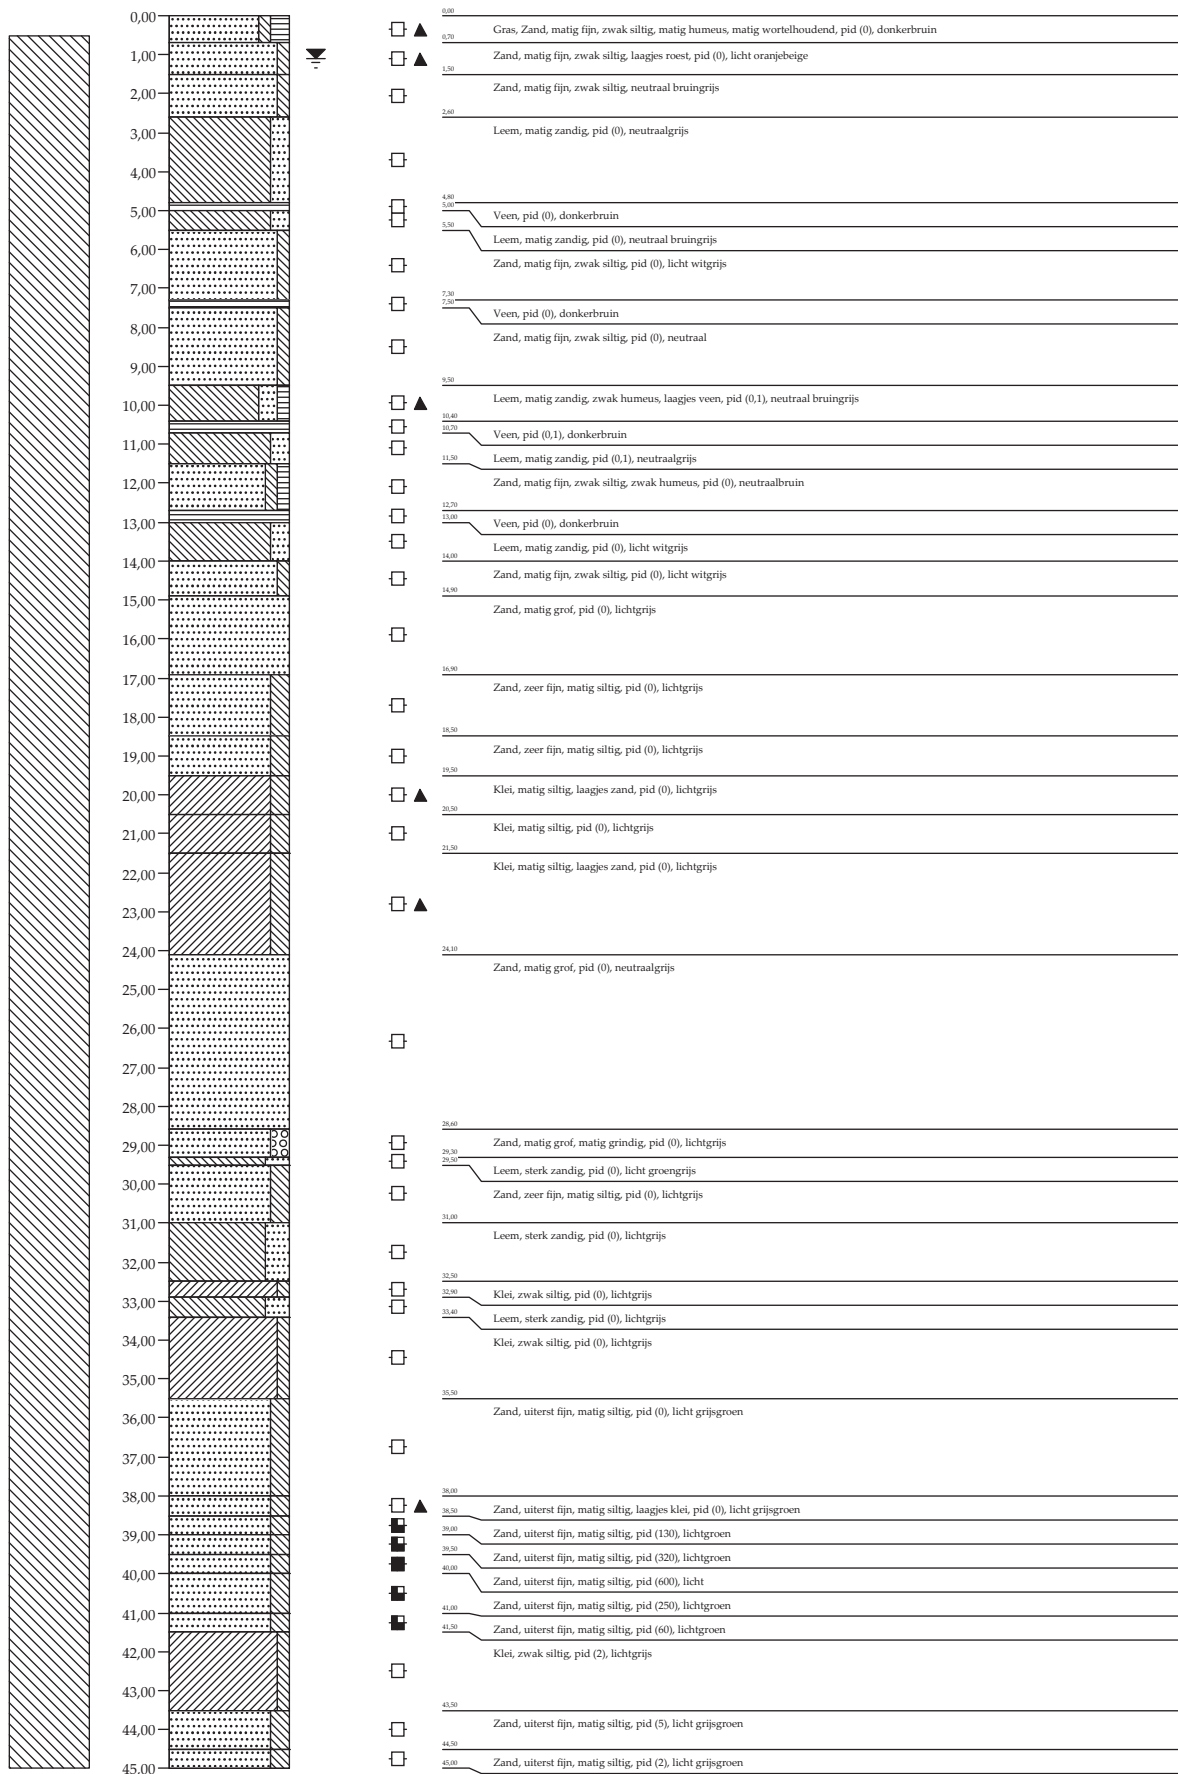 0,00
1,00
2,00
3,00
4,00
5,00
6,00
7,00
8,00
9,00
10,00
11,00
12,00
13,00
14,00
15,00
16,00
17,00
18,00
19,00
20,00
21,00
22,00
23,00
24,00
25,00
26,00
27,00
28,00
29,00
30,00
31,00
32,00
33,00
34,00
35,00
36,00
37,00
38,00
39,00
40,00
41,00
42,00
43,00
44,00
45,00
0,00
Gras, Zand, matig fijn, zwak siltig, matig humeus, matig wortelhoudend, pid (0), donkerbruin
0,70
Zand, matig fijn, zwak siltig, laagjes roest, pid (0), licht oranjebeige
1,50
Zand, matig fijn, zwak siltig, neutraal bruingrijs
2,60
Leem, matig zandig, pid (0), neutraalgrijs
4,80
5,00
Veen, pid (0), donkerbruin
5,50
Leem, matig zandig, pid (0), neutraal bruingrijs
Zand, matig fijn, zwak siltig, pid (0), licht witgrijs
7,30
7,50
Veen, pid (0), donkerbruin
Zand, matig fijn, zwak siltig, pid (0), neutraal
9,50
Leem, matig zandig, zwak humeus, laagjes veen, pid (0,1), neutraal bruingrijs
10,40
10,70
Veen, pid (0,1), donkerbruin
11,50
Leem, matig zandig, pid (0,1), neutraalgrijs
Zand, matig fijn, zwak siltig, zwak humeus, pid (0), neutraalbruin
12,70
13,00
Veen, pid (0), donkerbruin
Leem, matig zandig, pid (0), licht witgrijs
14,00
Zand, matig fijn, zwak siltig, pid (0), licht witgrijs
14,90
Zand, matig grof, pid (0), lichtgrijs
16,90
Zand, zeer fijn, matig siltig, pid (0), lichtgrijs
18,50
Zand, zeer fijn, matig siltig, pid (0), lichtgrijs
19,50
Klei, matig siltig, laagjes zand, pid (0), lichtgrijs
20,50
Klei, matig siltig, pid (0), lichtgrijs
21,50
Klei, matig siltig, laagjes zand, pid (0), lichtgrijs
24,10
Zand, matig grof, pid (0), neutraalgrijs
28,60
Zand, matig grof, matig grindig, pid (0), lichtgrijs
29,30
29,50
Leem, sterk zandig, pid (0), licht groengrijs
Zand, zeer fijn, matig siltig, pid (0), lichtgrijs
31,00
Leem, sterk zandig, pid (0), lichtgrijs
32,50
32,90
Klei, zwak siltig, pid (0), lichtgrijs
33,40
Leem, sterk zandig, pid (0), lichtgrijs
Klei, zwak siltig, pid (0), lichtgrijs
35,50
Zand, uiterst fijn, matig siltig, pid (0), licht grijsgroen
38,00
38,50
Zand, uiterst fijn, matig siltig, laagjes klei, pid (0), licht grijsgroen
39,00
Zand, uiterst fijn, matig siltig, pid (130), lichtgroen
39,50
Zand, uiterst fijn, matig siltig, pid (320), lichtgroen
40,00
Zand, uiterst fijn, matig siltig, pid (600), licht
41,00
Zand, uiterst fijn, matig siltig, pid (250), lichtgroen
41,50
Zand, uiterst fijn, matig siltig, pid (60), lichtgroen
Klei, zwak siltig, pid (2), lichtgrijs
43,50
Zand, uiterst fijn, matig siltig, pid (5), licht grijsgroen
44,50
45,00
Zand, uiterst fijn, matig siltig, pid (2), licht grijsgroen